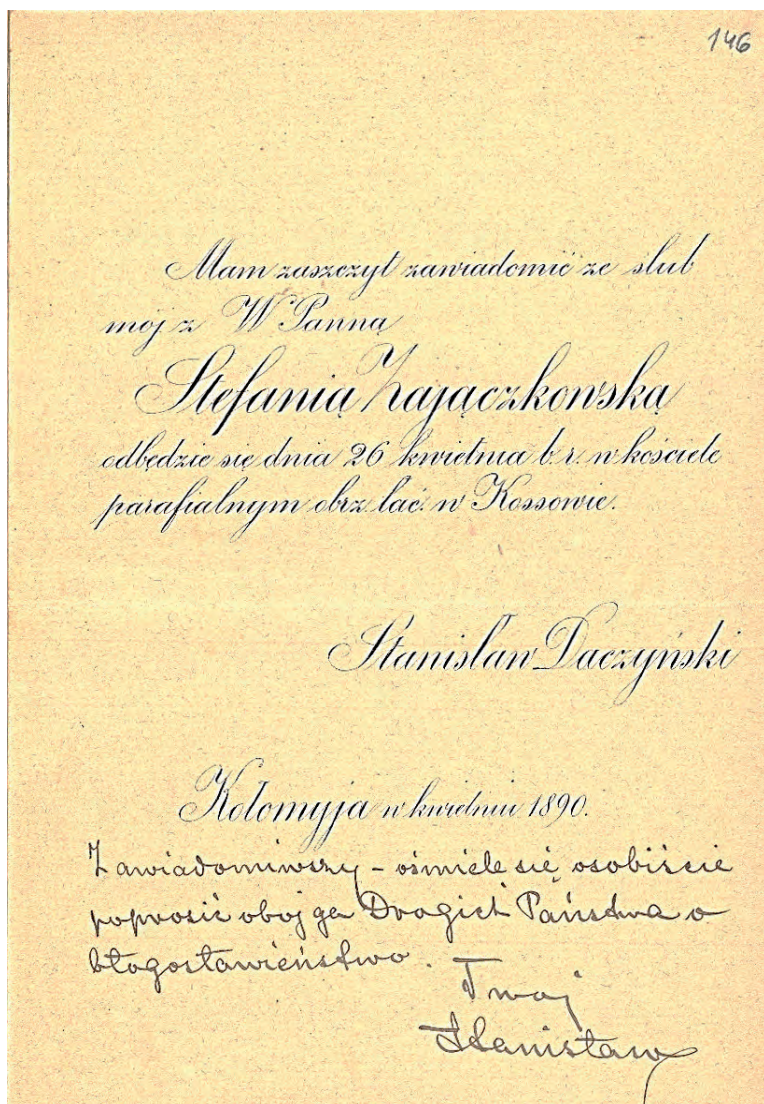 146
Mam zaszczyt zawiadomić że ślub
mój z W Panną
Stefanią Zajączkowską
odbędzie się dnia 26 kwietnia b.r. w kościele
parafialnym obrz. łać. w Kossowie.
Stanisław Daczyński
Kołomyja w kwietniu 1890.
Zawiadomiwszy – ośmielę się osobiście
poprosić obojga Drogich Państwa o
błogosławieństwo.
Twój
Stanisław